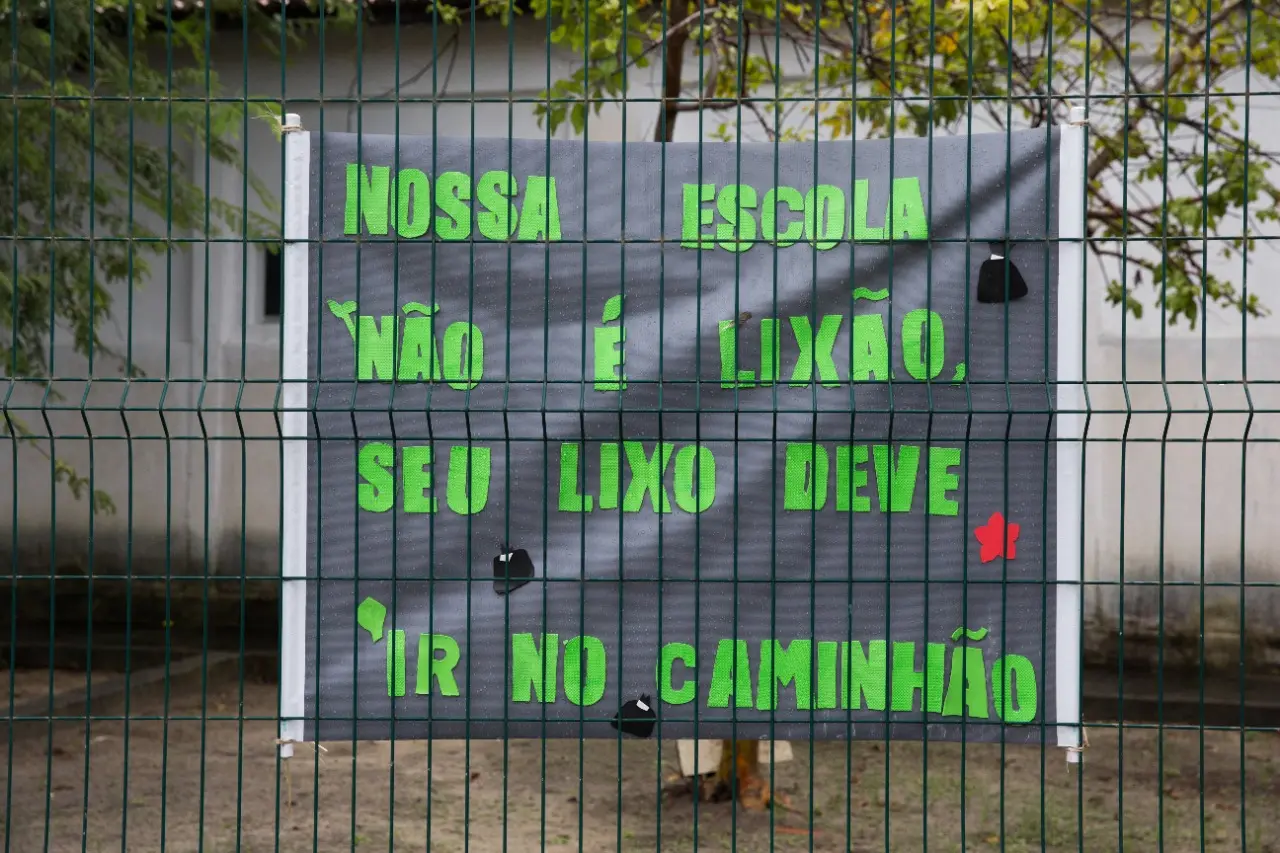 NOSSA ESCOLA
NÃO É LIXÃO,
SEU LIXO DEVE
IR NO CAMINHÃO